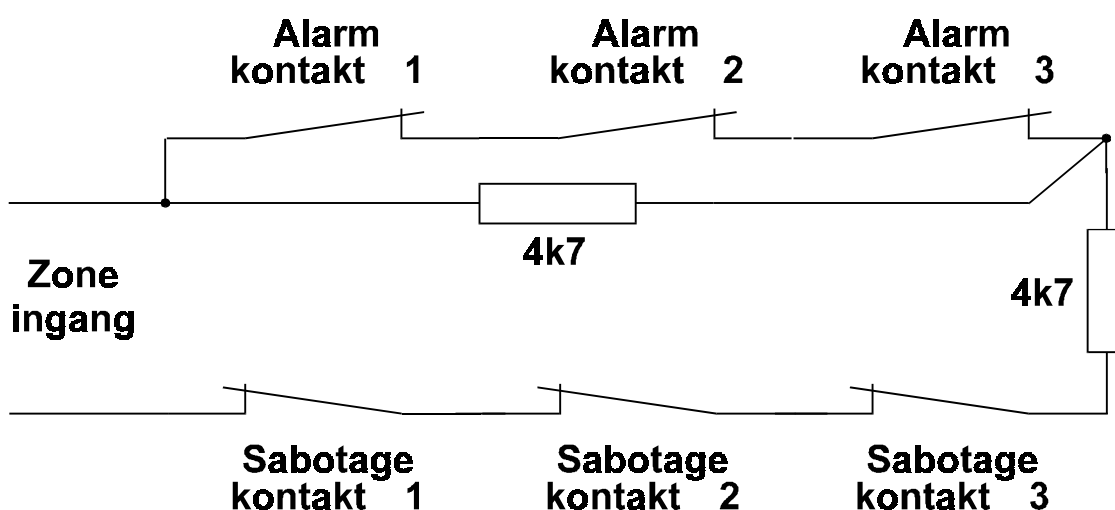 Alarm
kontakt 1
Alarm
kontakt 2
Alarm
kontakt 3
4k7
Zone
ingang
4k7
Sabotage
kontakt 1
Sabotage
kontakt 2
Sabotage
kontakt 3